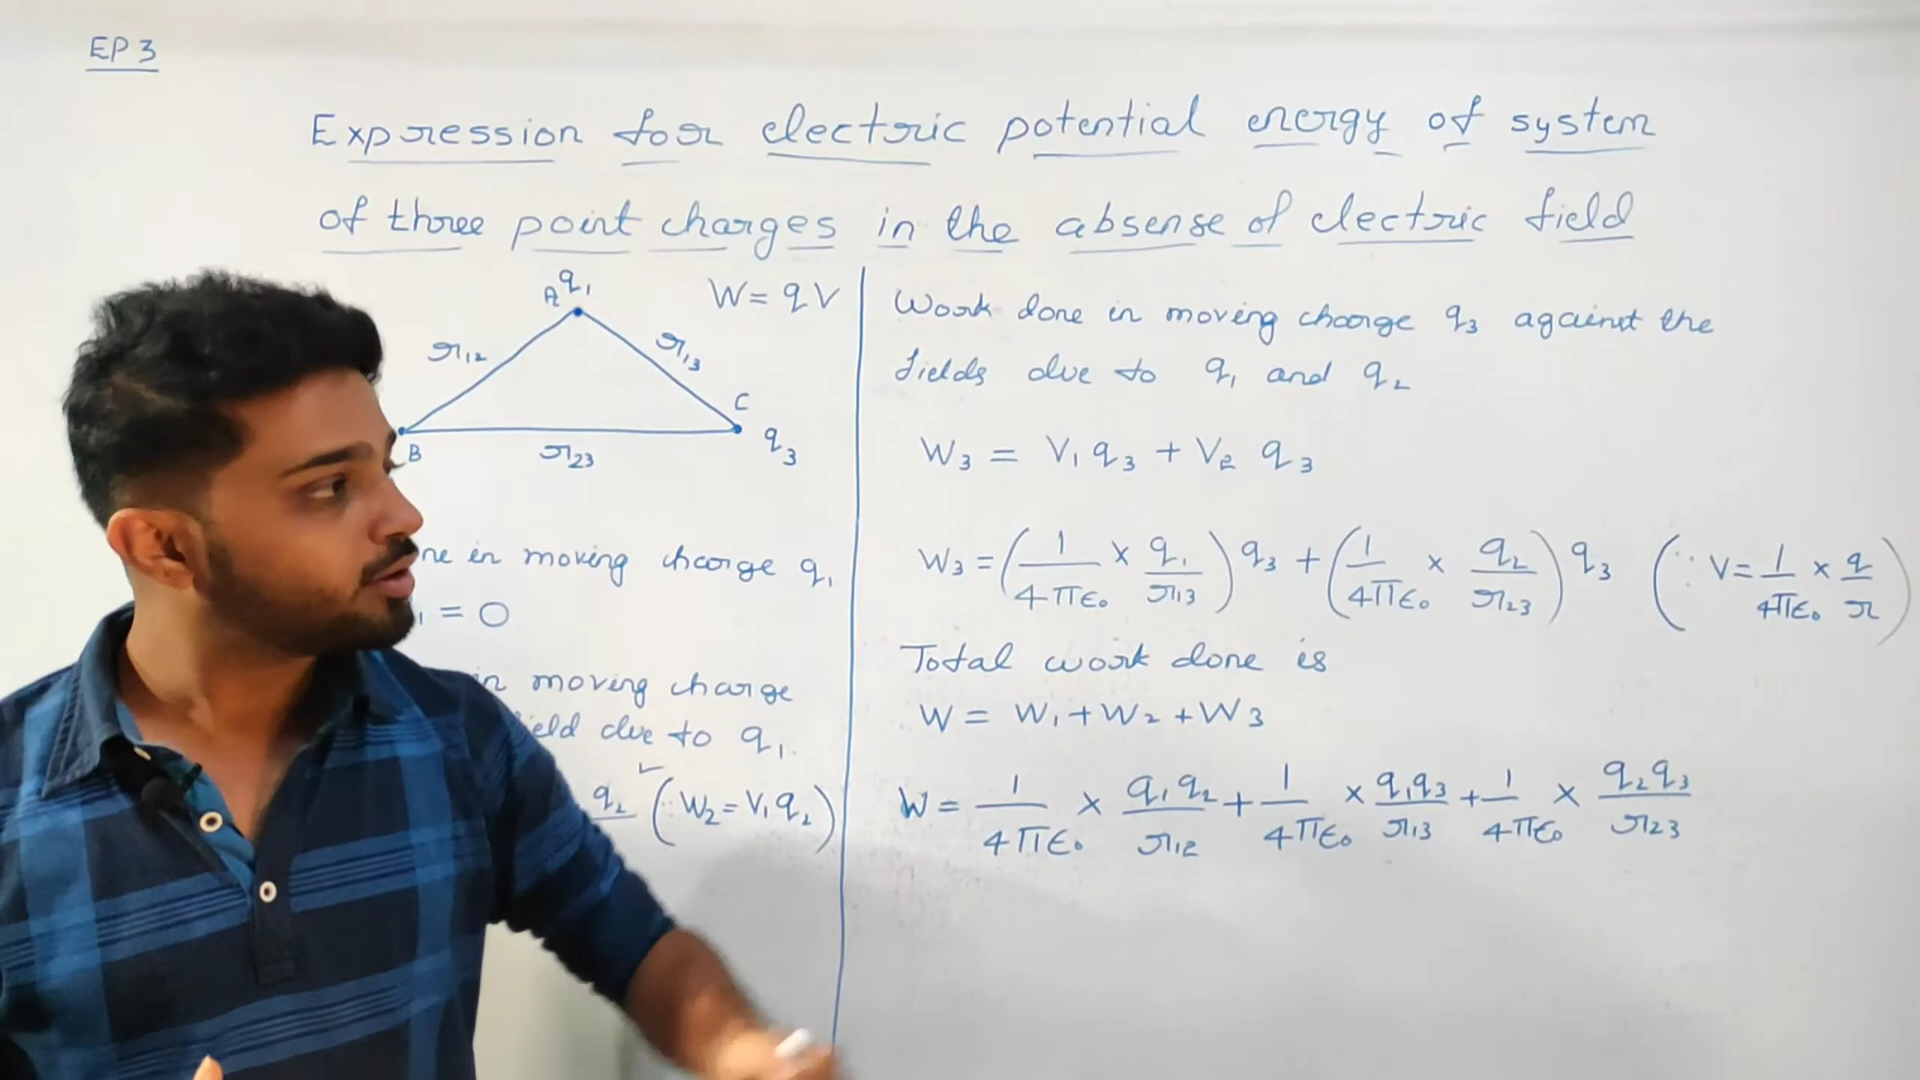 EP 3
Expression for electric potential energy of system
of three point charges in the absense of electric field
A q₁
W = qV
r₁₂
r₁₃
C
B
r₂₃
q₃
in moving charge q₁
= 0
moving charge
due to q₁.
q₂ (∵ W₂ = V₁q₂)
Work done in moving charge q₃ against the
fields due to q₁ and q₂
W₃ = V₁q₃ + V₂ q₃
W₃ = (1/4πϵ₀ × q₁/r₁₃) q₃ + (1/4πϵ₀ × q₂/r₂₃) q₃ (∵ V = 1/4πϵ₀ × q/r)
Total work done is
W = W₁ + W₂ + W₃
W = 1/4πϵ₀ × q₁q₂/r₁₂ + 1/4πϵ₀ × q₁q₃/r₁₃ + 1/4πϵ₀ × q₂q₃/r₂₃